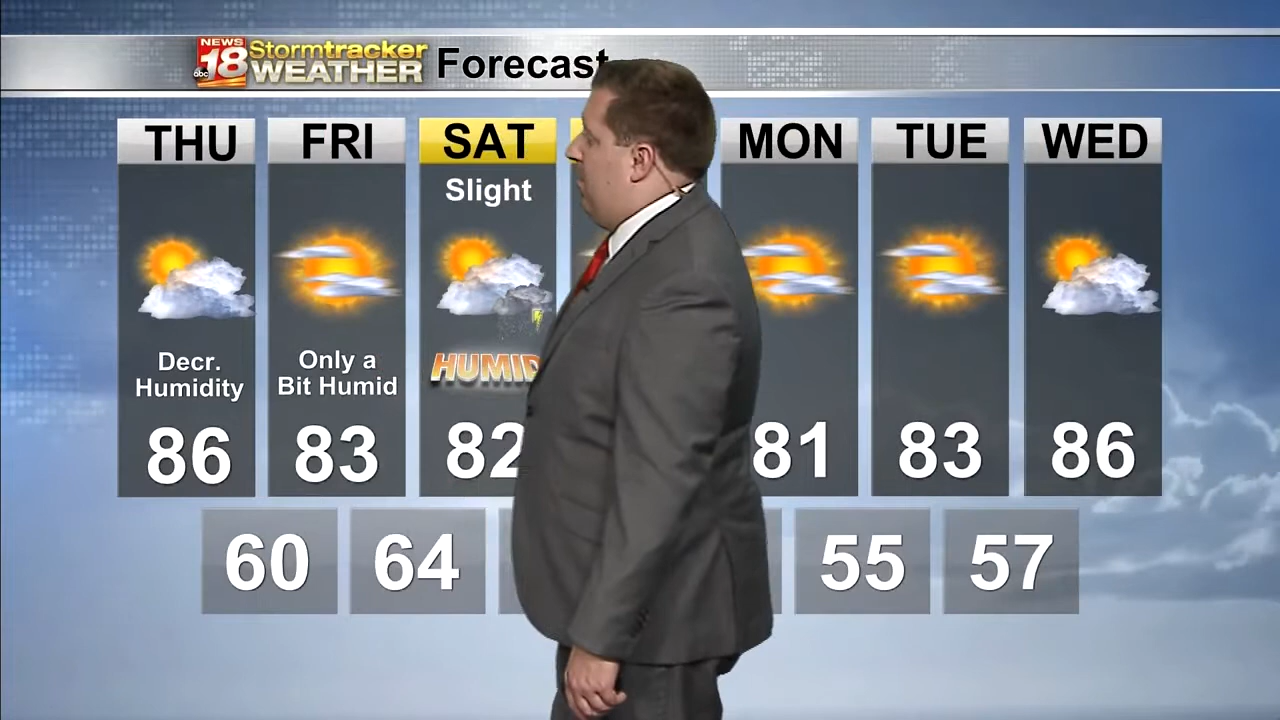 NEWS
abc 18
Stormtracker
WEATHER
Forecast
THU
FRI
SAT
MON
TUE
WED
Slight
Decr.
Humidity
Only a
Bit Humid
HUMID
86
83
82
81
83
86
60
64
55
57